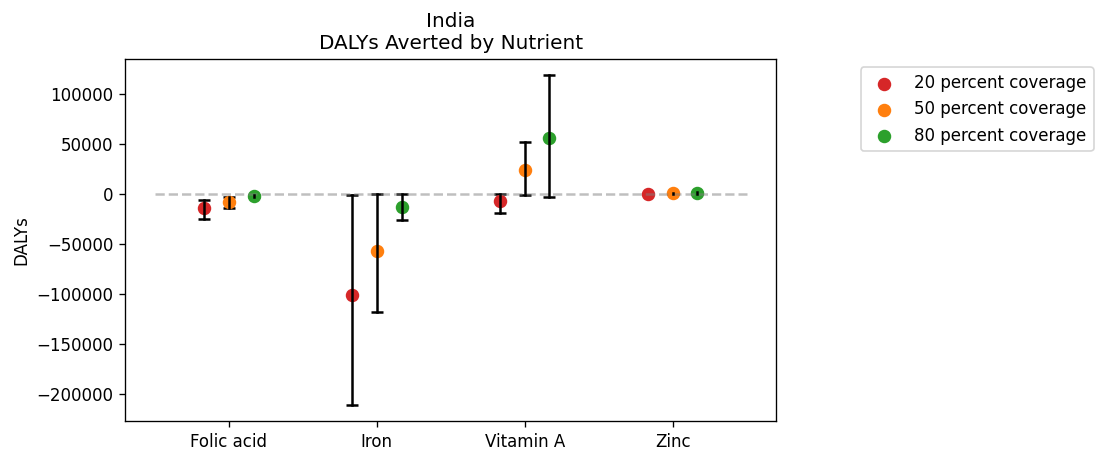 India
DALYs Averted by Nutrient
20 percent coverage
50 percent coverage
80 percent coverage
DALYs
100000
50000
0
−50000
−100000
−150000
−200000
Folic acid
Iron
Vitamin A
Zinc